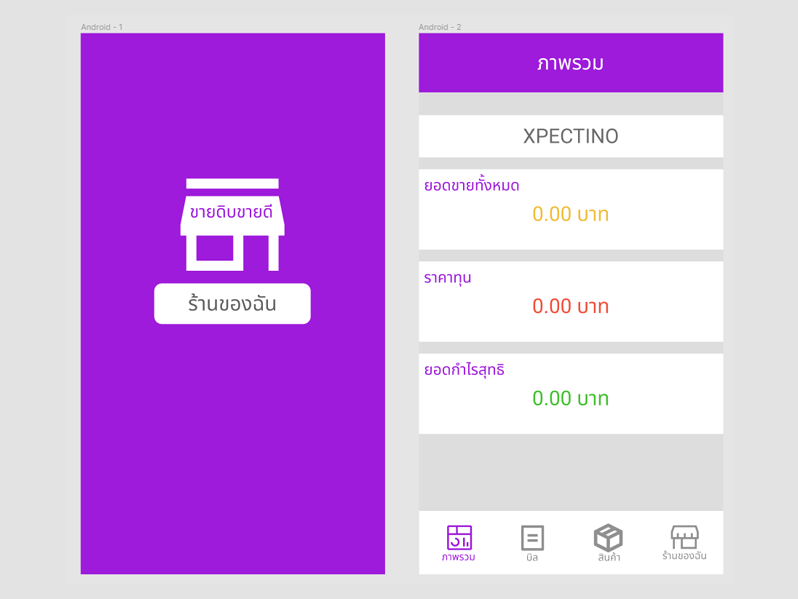 Android - 1
ขายดิบขายดี
ร้านของฉัน
Android - 2
ภาพรวม
XPECTINO
ยอดขายทั้งหมด
0.00 บาท
ราคาทุน
0.00 บาท
ยอดกำไรสุทธิ
0.00 บาท
ภาพรวม
บิล
สินค้า
ร้านของฉัน